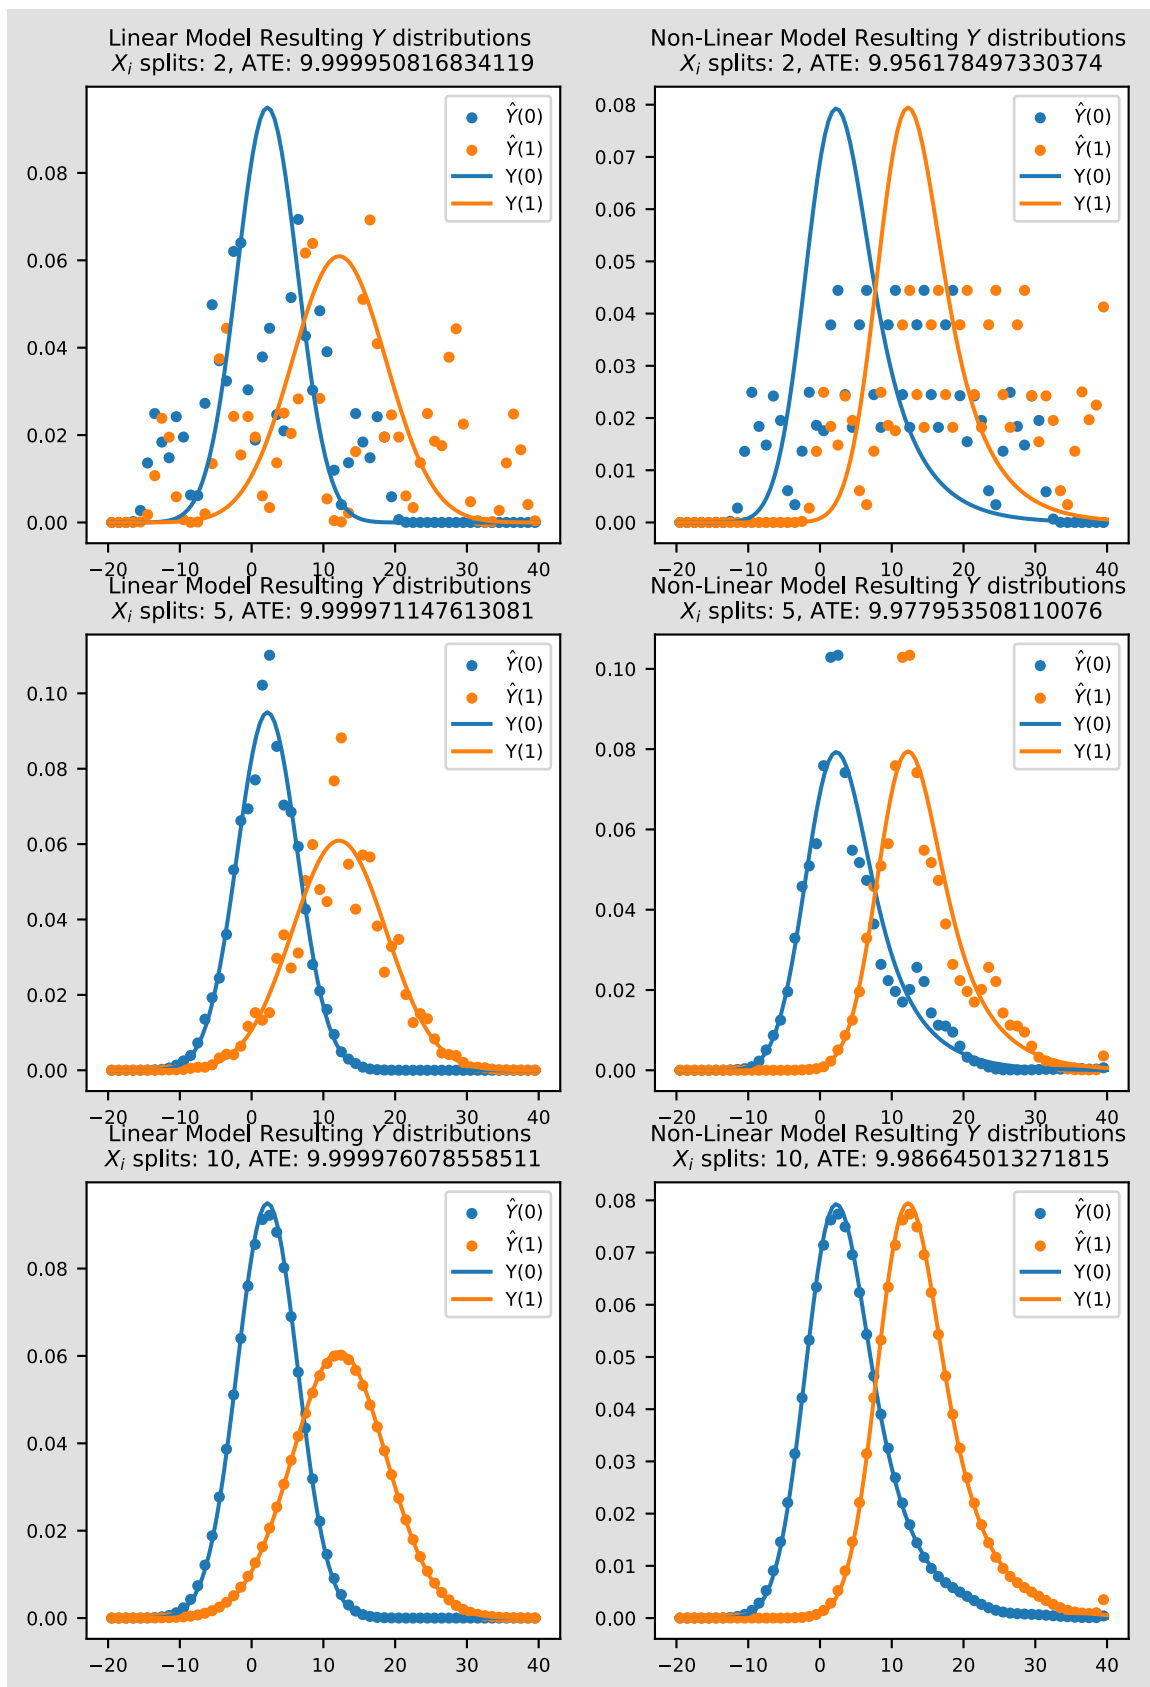 Linear Model Resulting Y distributions
X_i splits: 2, ATE: 9.999950816834119
Ŷ(0)
Ŷ(1)
Y(0)
Y(1)
0.08
0.06
0.04
0.02
0.00
−20 −10 0 10 20 30 40
Non-Linear Model Resulting Y distributions
X_i splits: 2, ATE: 9.956178497330374
Ŷ(0)
Ŷ(1)
Y(0)
Y(1)
0.08
0.07
0.06
0.05
0.04
0.03
0.02
0.01
0.00
−20 −10 0 10 20 30 40
Linear Model Resulting Y distributions
X_i splits: 5, ATE: 9.999971147613081
Ŷ(0)
Ŷ(1)
Y(0)
Y(1)
0.10
0.08
0.06
0.04
0.02
0.00
−20 −10 0 10 20 30 40
Non-Linear Model Resulting Y distributions
X_i splits: 5, ATE: 9.9779535081 10076
Ŷ(0)
Ŷ(1)
Y(0)
Y(1)
0.10
0.08
0.06
0.04
0.02
0.00
−20 −10 0 10 20 30 40
Linear Model Resulting Y distributions
X_i splits: 10, ATE: 9.999976078558511
Ŷ(0)
Ŷ(1)
Y(0)
Y(1)
0.08
0.06
0.04
0.02
0.00
−20 −10 0 10 20 30 40
Non-Linear Model Resulting Y distributions
X_i splits: 10, ATE: 9.986645013271815
Ŷ(0)
Ŷ(1)
Y(0)
Y(1)
0.08
0.07
0.06
0.05
0.04
0.03
0.02
0.01
0.00
−20 −10 0 10 20 30 40